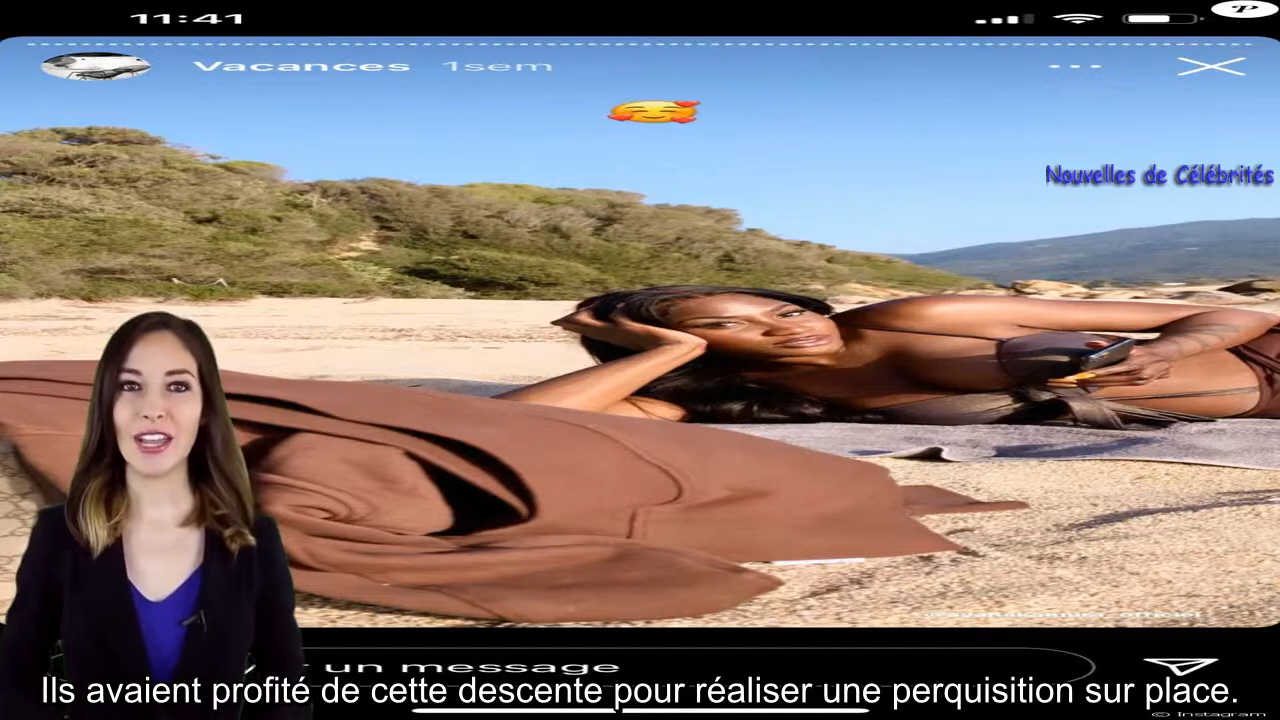 11:41
P
Vacances 1sem
Nouvelles de Célébrités
un message
Ils avaient profité de cette descente pour réaliser une perquisition sur place.
© Instagram